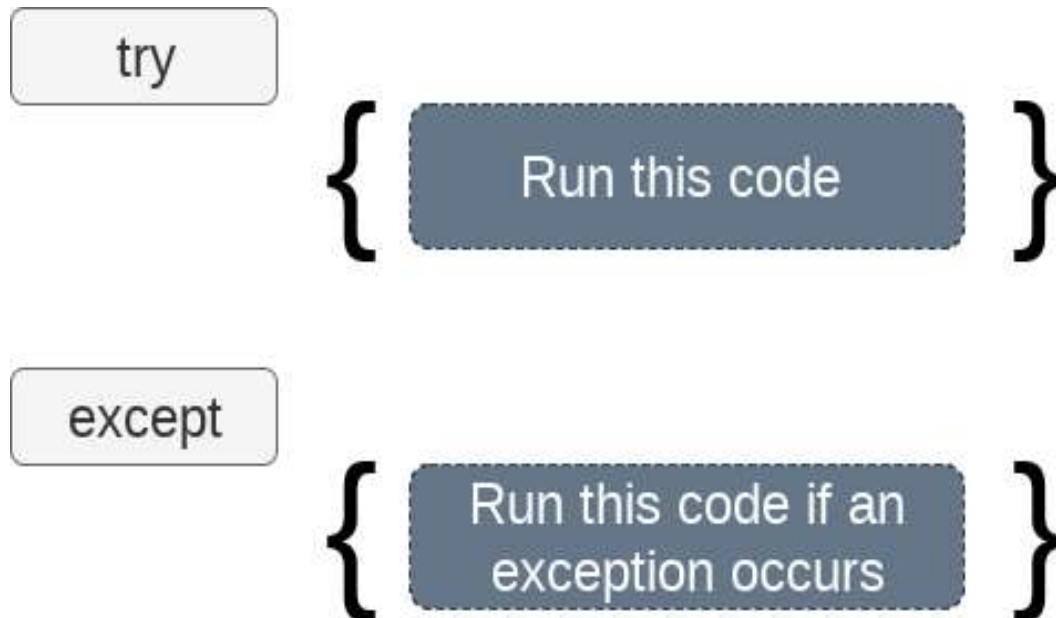 try
{ Run this code }
except
{ Run this code if an
exception occurs }